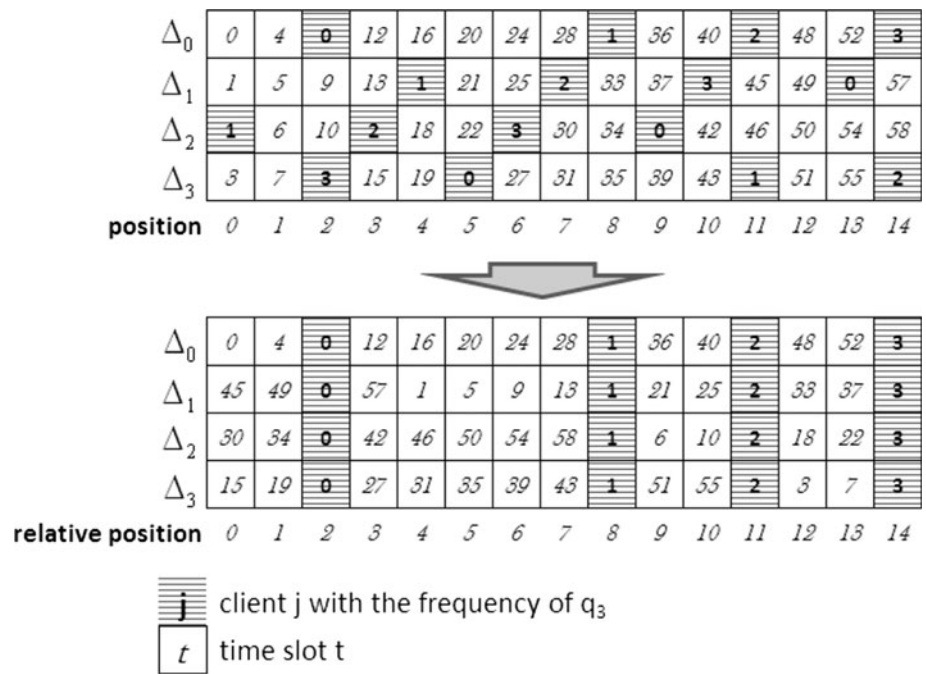 Δ0 0 4 0 12 16 20 24 28 1 36 40 2 48 52 3
Δ1 1 5 9 13 1 21 25 2 33 37 3 45 49 0 57
Δ2 1 6 10 2 18 22 3 30 34 0 42 46 50 54 58
Δ3 3 7 3 15 19 0 27 31 35 39 43 1 51 55 2
position 0 1 2 3 4 5 6 7 8 9 10 11 12 13 14
Δ0 0 4 0 12 16 20 24 28 1 36 40 2 48 52 3
Δ1 45 49 0 57 1 5 9 13 1 21 25 2 33 37 3
Δ2 30 34 0 42 46 50 54 58 1 6 10 2 18 22 3
Δ3 15 19 0 27 31 35 39 43 1 51 55 2 3 7 3
relative position 0 1 2 3 4 5 6 7 8 9 10 11 12 13 14
j client j with the frequency of q3
t time slot t